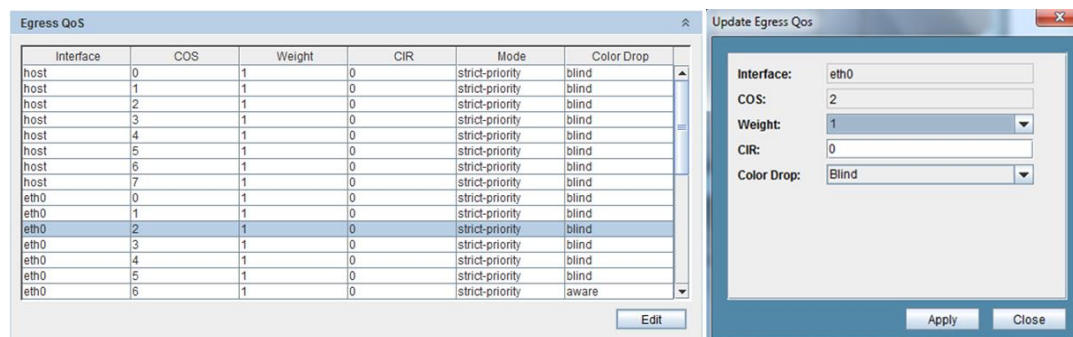 Egress QoS
Interface COS Weight CIR Mode Color Drop
host 0 1 0 strict-priority blind
host 1 1 0 strict-priority blind
host 2 1 0 strict-priority blind
host 3 1 0 strict-priority blind
host 4 1 0 strict-priority blind
host 5 1 0 strict-priority blind
host 6 1 0 strict-priority blind
host 7 1 0 strict-priority blind
eth0 0 1 0 strict-priority blind
eth0 1 1 0 strict-priority blind
eth0 2 1 0 strict-priority blind
eth0 3 1 0 strict-priority blind
eth0 4 1 0 strict-priority blind
eth0 5 1 0 strict-priority blind
eth0 6 1 0 strict-priority aware
Edit
Update Egress Qos
Interface: eth0
COS: 2
Weight: 1
CIR: 0
Color Drop: Blind
Apply Close